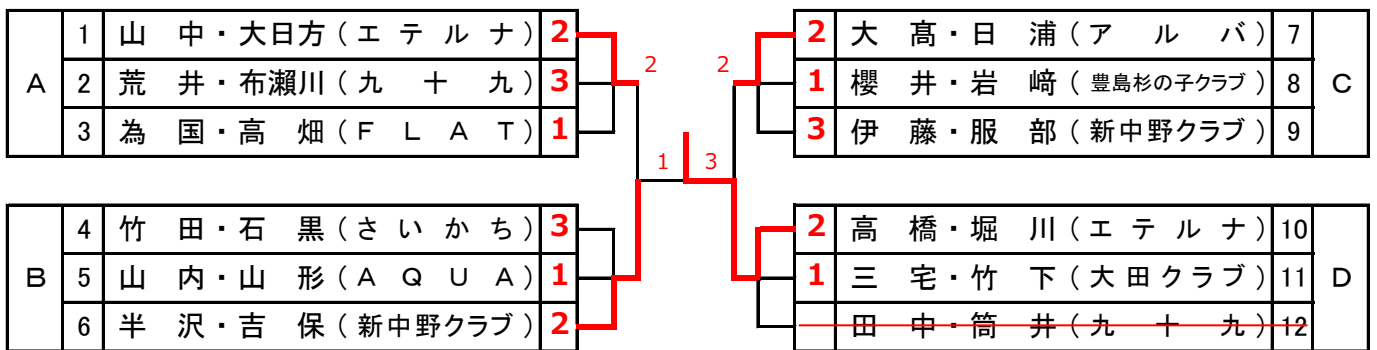 A
1 山 中・大日方(エ テ ル ナ) 2
2 荒 井・布瀬川(九 十 九) 3
3 為 国・高 畑(F L A T) 1
B
4 竹 田・石 黒(さ い か ち) 3
5 山 内・山 形(A Q U A) 1
6 半 沢・吉 保(新中野クラブ) 2
2
1 3
2
2 大 髙・日 浦(ア ル バ) 7
1 櫻 井・岩 﨑(豊島杉の子クラブ) 8
3 伊 藤・服 部(新中野クラブ) 9
C
2 高 橋・堀 川(エ テ ル ナ) 10
1 三 宅・竹 下(大田クラブ) 11
田 中・筒 井(九 十 九) 12
D